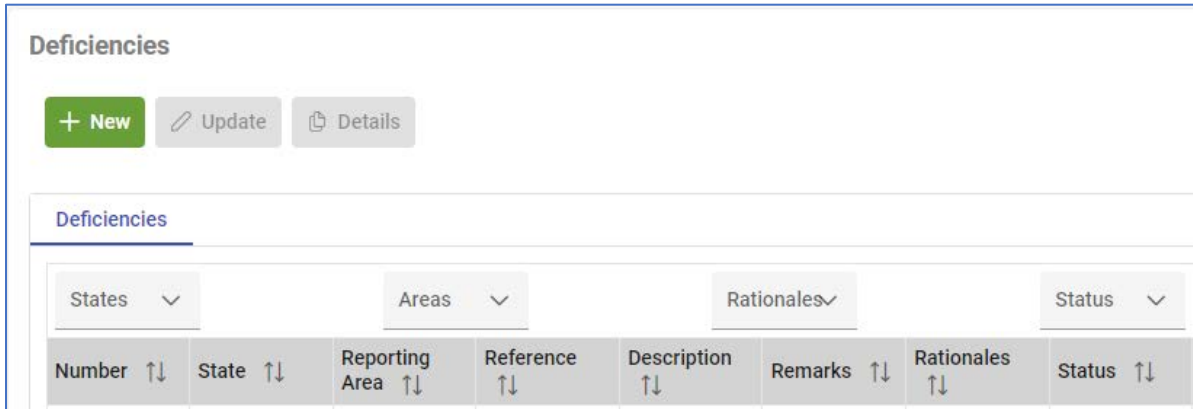 Deficiencies
New Update Details
Deficiencies
States Areas Rationales Status
Number State Reporting Area Reference Description Remarks Rationales Status